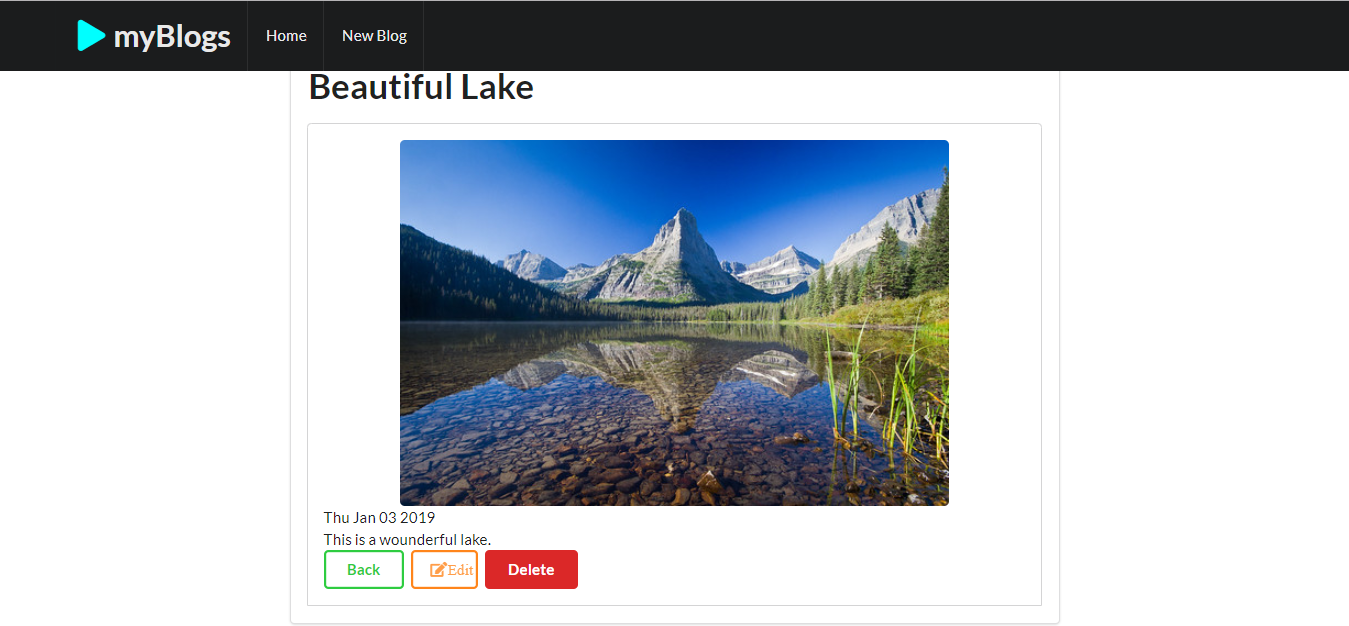 myBlogs Home New Blog
Beautiful Lake
Thu Jan 03 2019
This is a wounderful lake.
Back Edit Delete